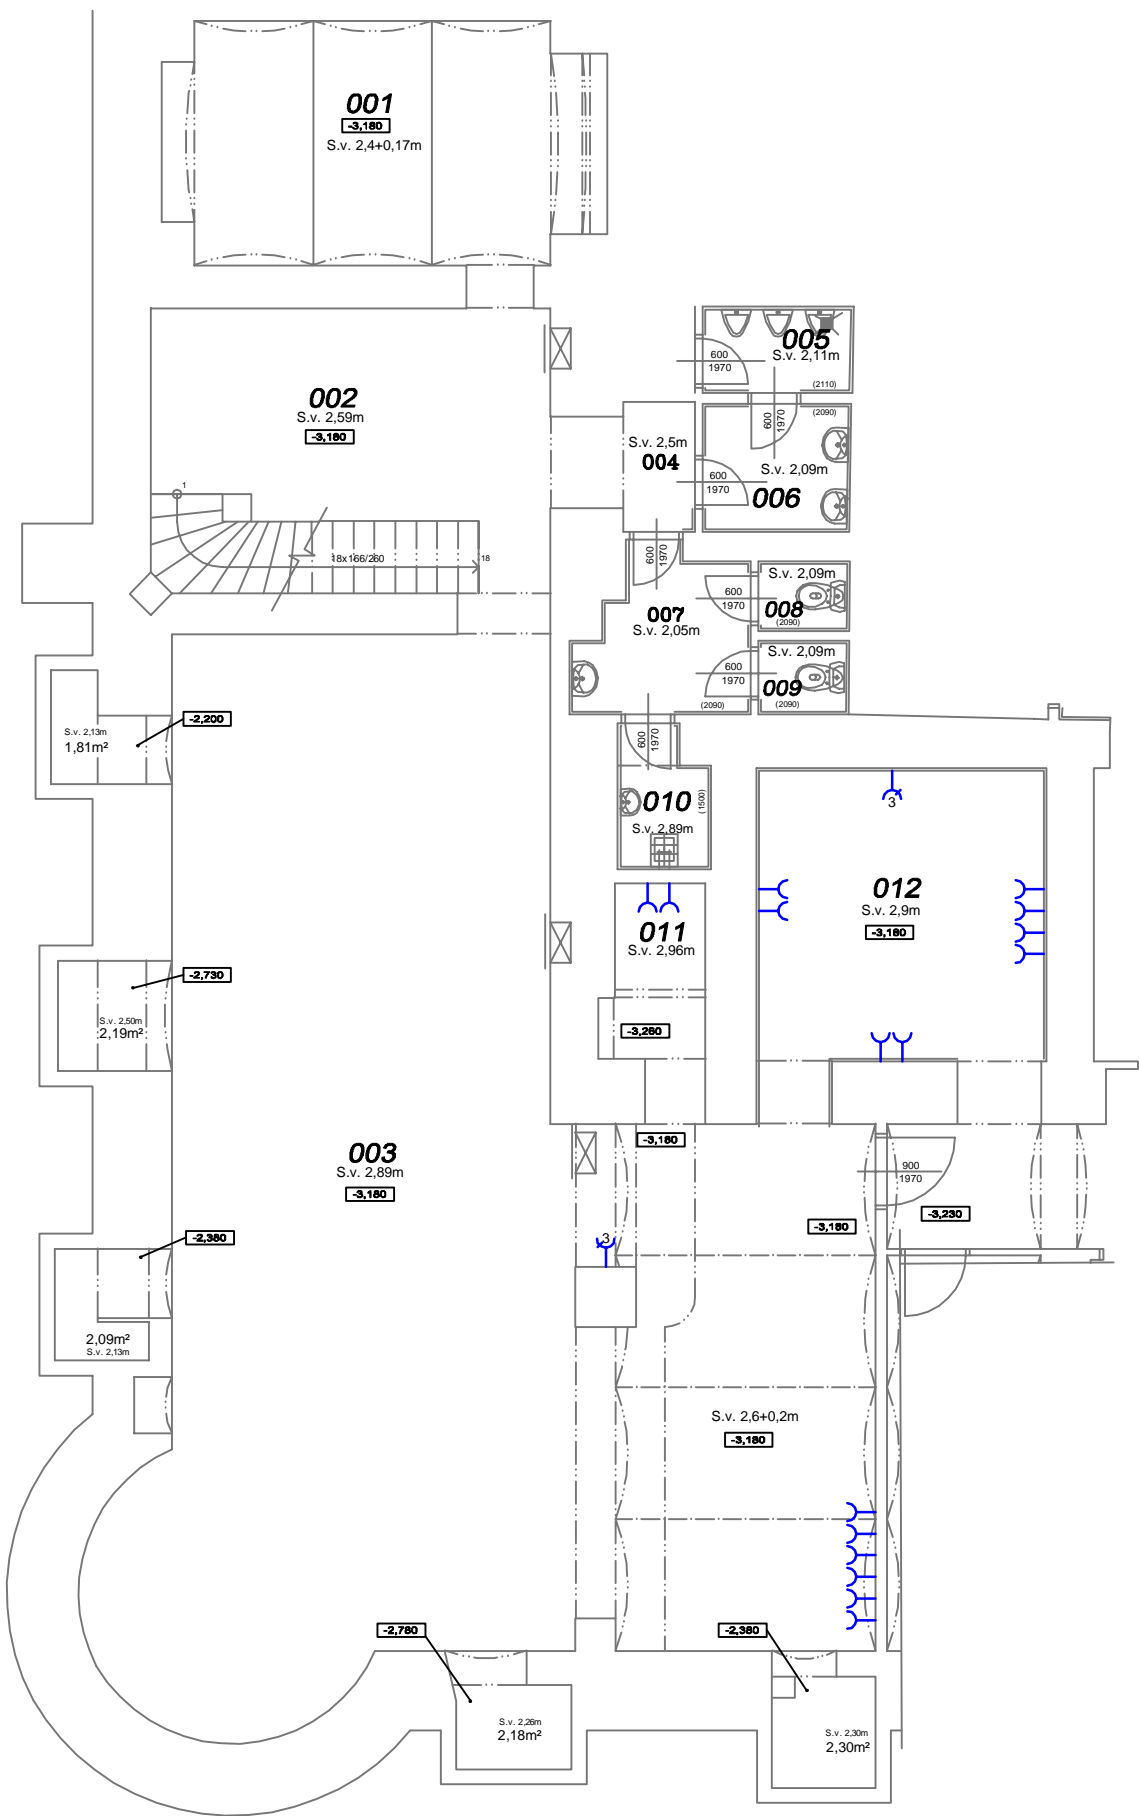 001
-3,180
S.v. 2,4+0,17m
005
S.v. 2,11m
600
1970
(2110)
002
S.v. 2,59m
-3,180
(2090)
600
1970
S.v. 2,5m
004
S.v. 2,09m
600
1970
006
1
18x166/260
18
600
1970
S.v. 2,09m
600
1970
008
(2090)
007
S.v. 2,05m
S.v. 2,09m
600
1970
009
(2090)
(2090)
-2,200
S.v. 2,13m
1,81m²
600
1970
010
(1500)
S.v. 2,89m
3
012
S.v. 2,9m
-3,180
011
S.v. 2,96m
-2,730
S.v. 2,50m
2,19m²
-3,260
003
S.v. 2,89m
-3,180
-3,180
900
1970
-3,180
-3,230
-2,380
3
2,09m²
S.v. 2,13m
S.v. 2,6+0,2m
-3,180
-2,760
-2,380
S.v. 2,26m
2,18m²
S.v. 2,30m
2,30m²